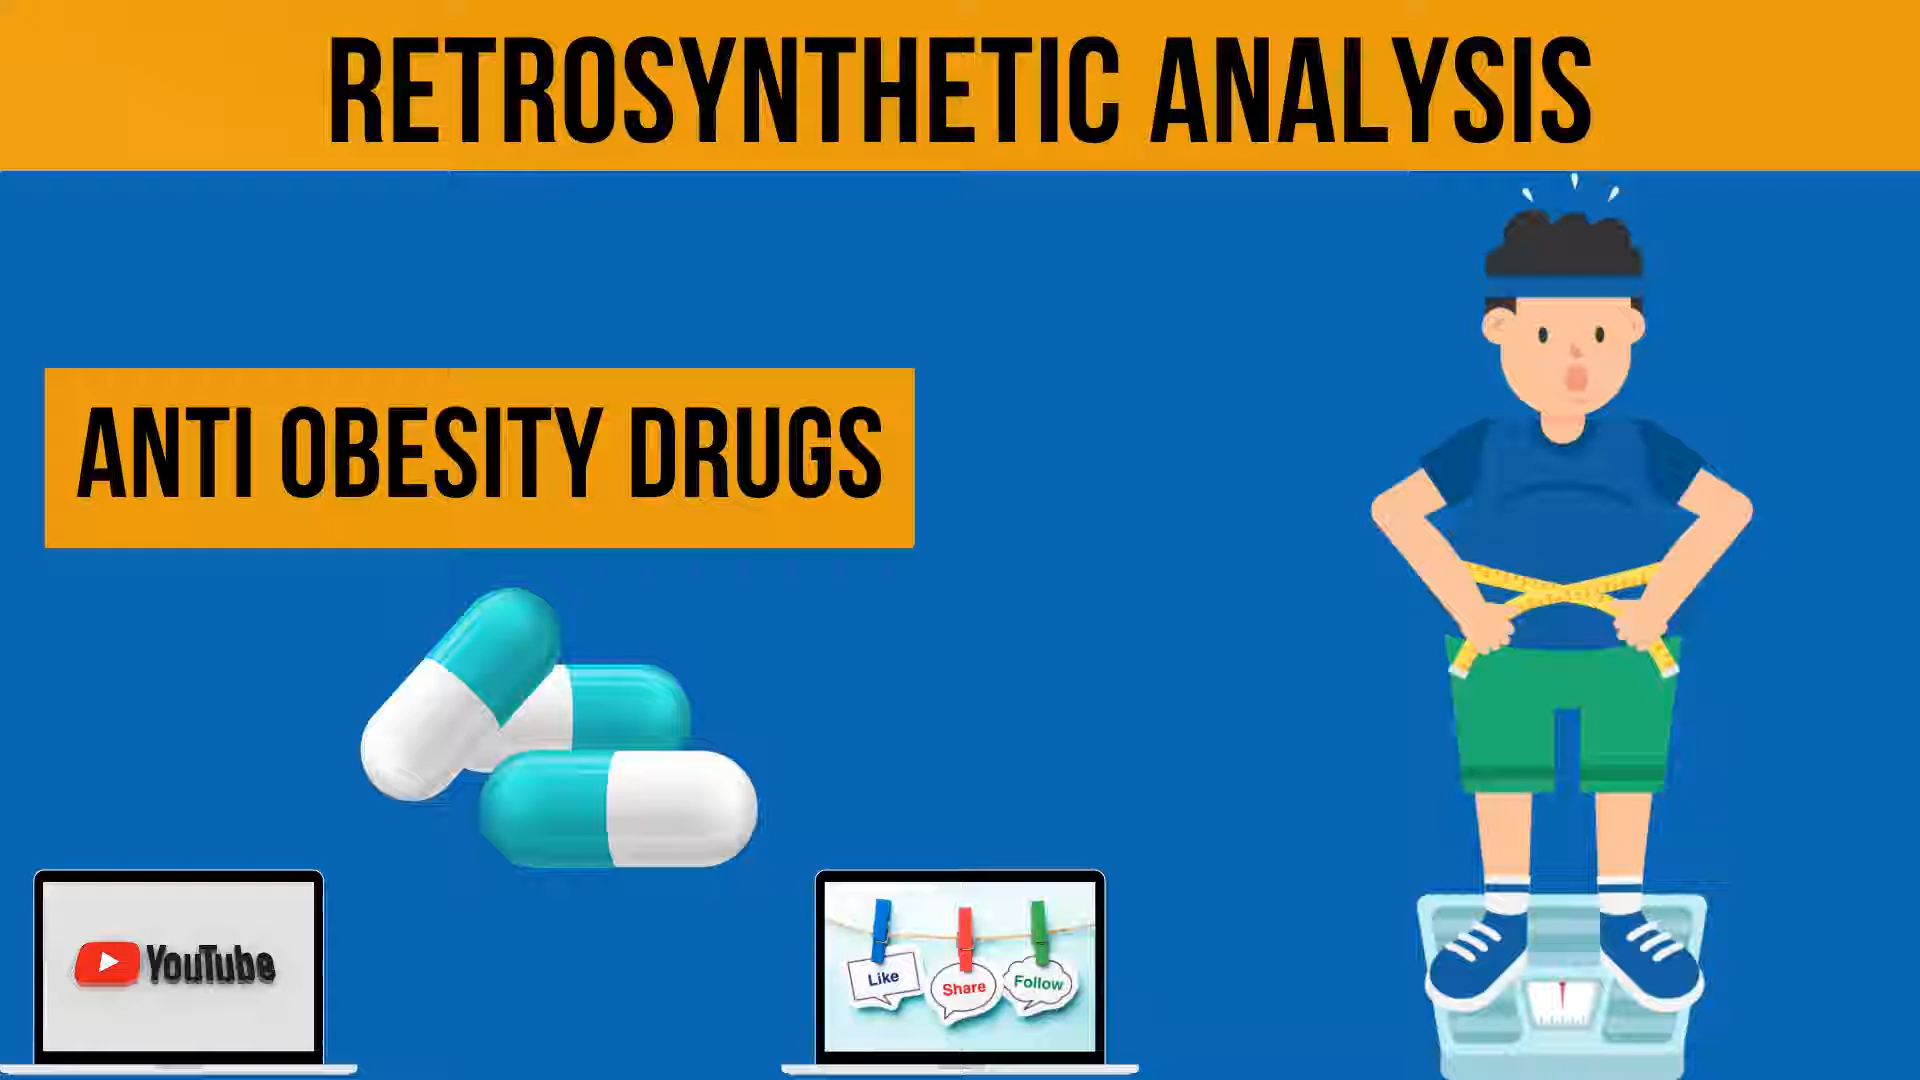 RETROSYNTHETIC ANALYSIS
ANTI OBESITY DRUGS
YouTube
Like
Share
Follow